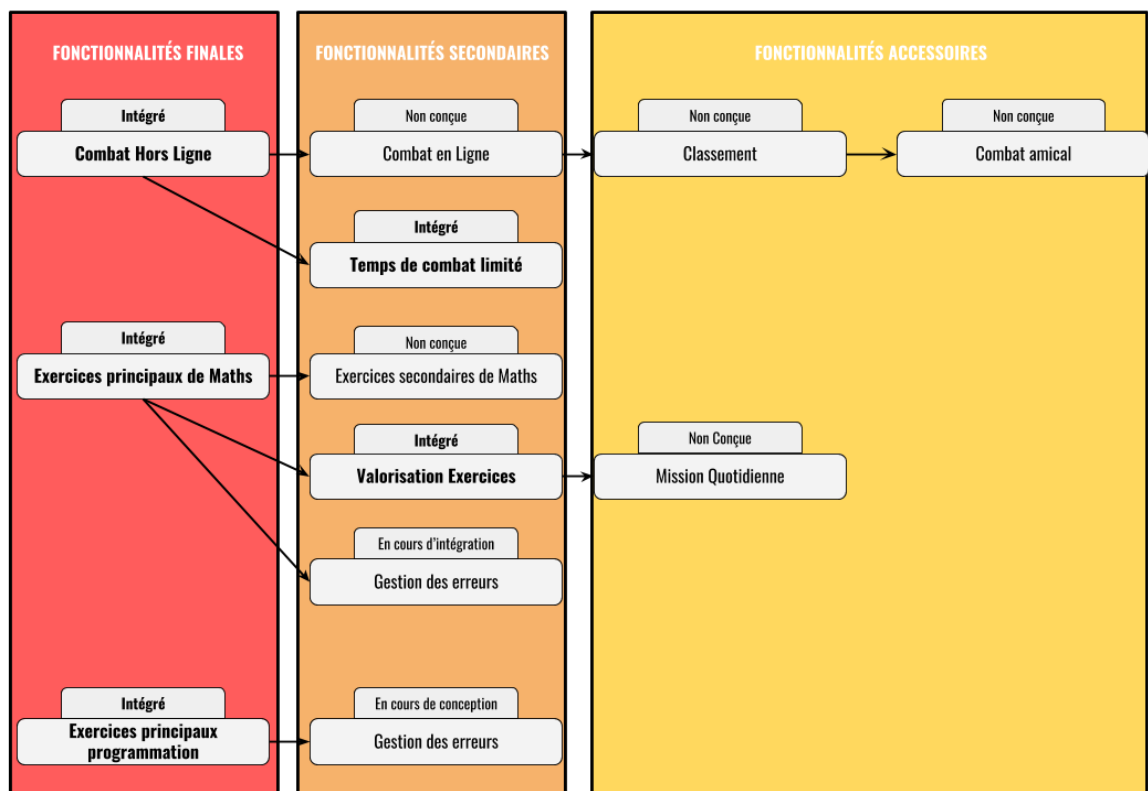 FONCTIONNALITÉS FINALES
FONCTIONNALITÉS SECONDAIRES
FONCTIONNALITÉS ACCESSOIRES
Intégré
Combat Hors Ligne
Non conçue
Combat en Ligne
Non conçue
Classement
Non conçue
Combat amical
Intégré
Temps de combat limité
Intégré
Exercices principaux de Maths
Non conçue
Exercices secondaires de Maths
Intégré
Valorisation Exercices
Non Conçue
Mission Quotidienne
En cours d'intégration
Gestion des erreurs
Intégré
Exercices principaux
programmation
En cours de conception
Gestion des erreurs